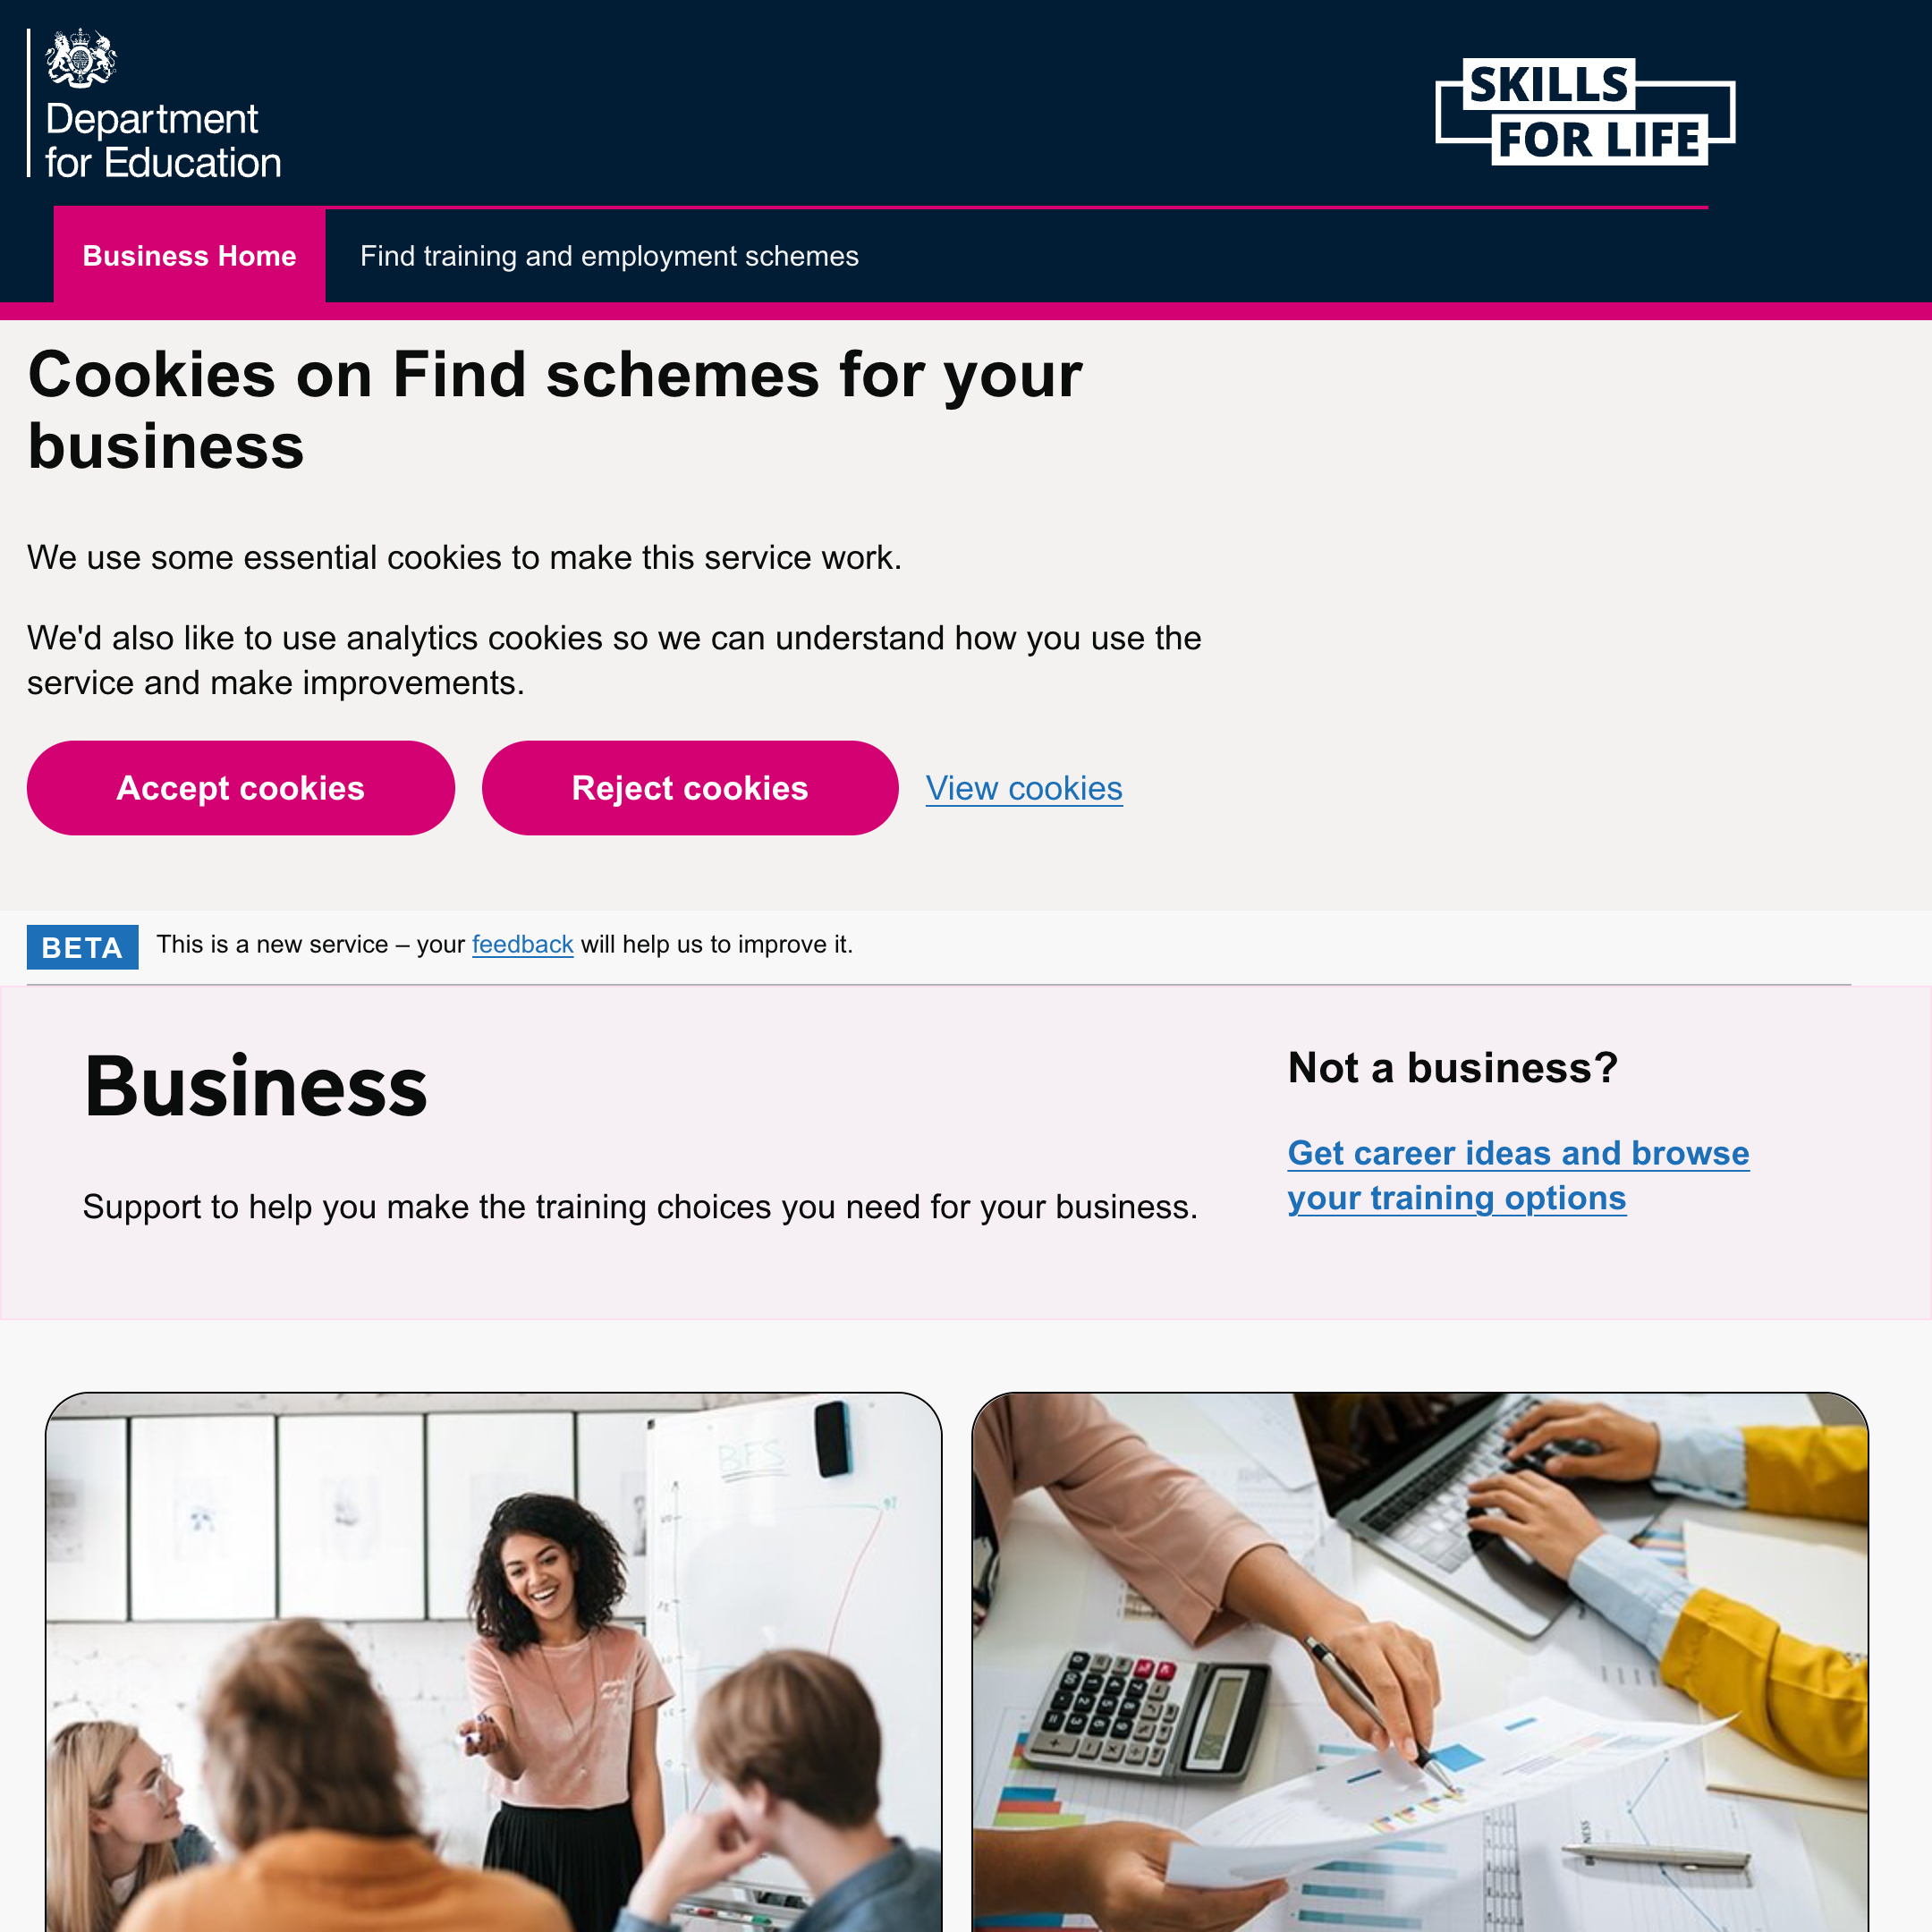 Department
for Education
SKILLS
FOR LIFE
Business Home
Find training and employment schemes
Cookies on Find schemes for your
business
We use some essential cookies to make this service work.
We'd also like to use analytics cookies so we can understand how you use the
service and make improvements.
Accept cookies
Reject cookies
View cookies
BETA
This is a new service – your feedback will help us to improve it.
Business
Support to help you make the training choices you need for your business.
Not a business?
Get career ideas and browse
your training options
BFS